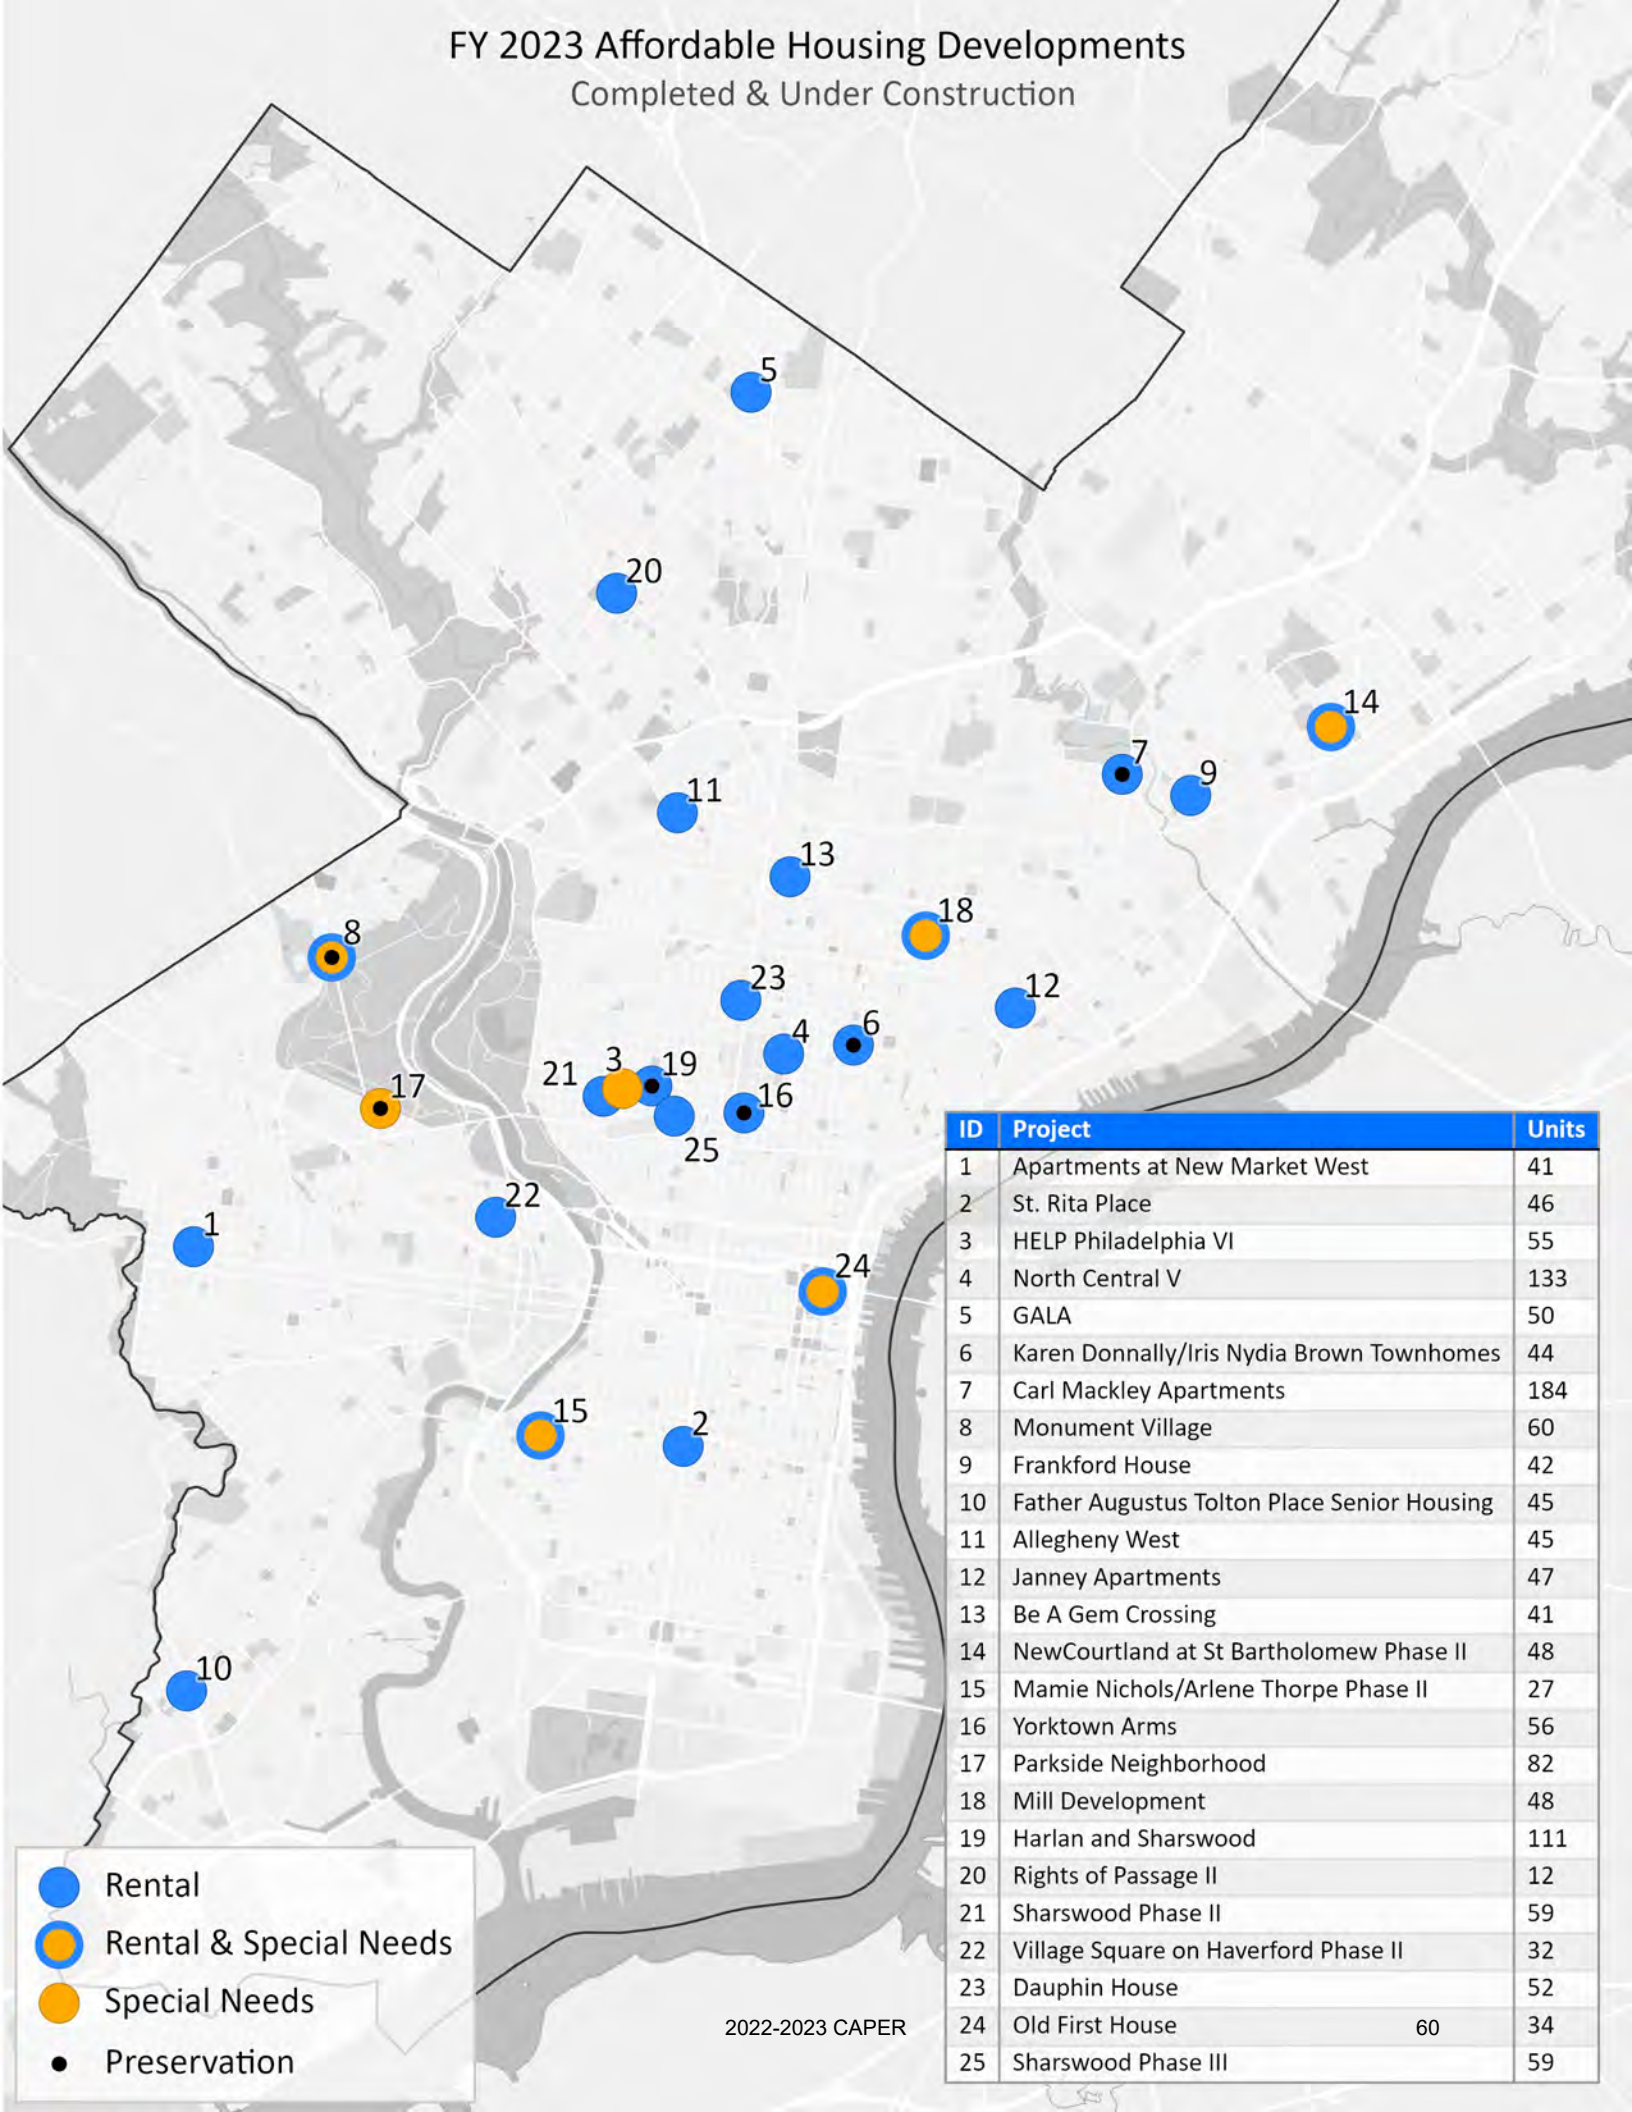 FY 2023 Affordable Housing Developments
Completed & Under Construction
5
20
14
7
9
11
13
18
8
23
12
4
6
3
19
21
17
16
25
22
1
24
15
2
10
ID Project Units
1 Apartments at New Market West 41
2 St. Rita Place 46
3 HELP Philadelphia VI 55
4 North Central V 133
5 GALA 50
6 Karen Donnally/Iris Nydia Brown Townhomes 44
7 Carl Mackley Apartments 184
8 Monument Village 60
9 Frankford House 42
10 Father Augustus Tolton Place Senior Housing 45
11 Allegheny West 45
12 Janney Apartments 47
13 Be A Gem Crossing 41
14 NewCourtland at St Bartholomew Phase II 48
15 Mamie Nichols/Arlene Thorpe Phase II 27
16 Yorktown Arms 56
17 Parkside Neighborhood 82
18 Mill Development 48
19 Harlan and Sharswood 111
20 Rights of Passage II 12
21 Sharswood Phase II 59
22 Village Square on Haverford Phase II 32
23 Dauphin House 52
24 Old First House 34
25 Sharswood Phase III 59
Rental
Rental & Special Needs
Special Needs
Preservation
2022-2023 CAPER 60